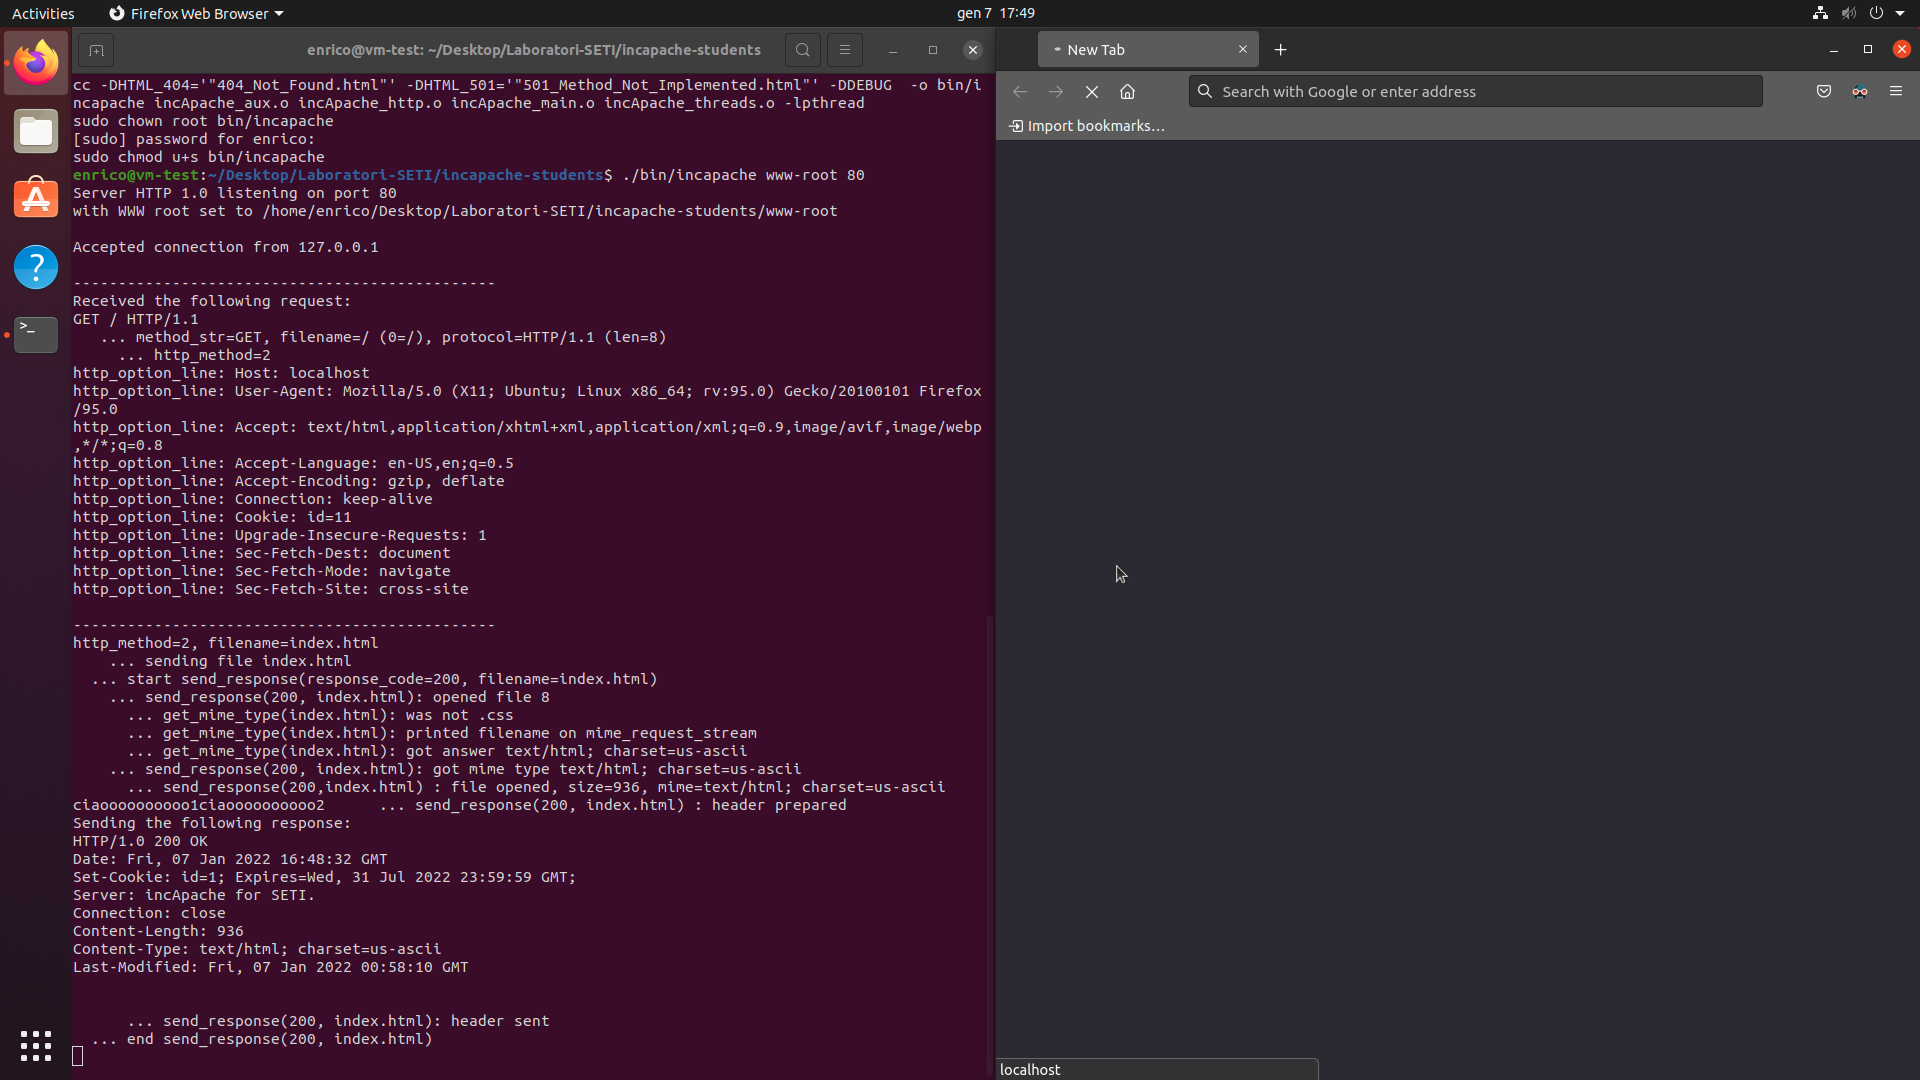 Activities
Firefox Web Browser
gen 7 17:49
enrico@vm-test: ~/Desktop/Laboratori-SETI/incapache-students
cc -DHTML_404='"404_Not_Found.html"' -DHTML_501='"501_Method_Not_Implemented.html"' -DDEBUG  -o bin/i
ncapache incApache_aux.o incApache_http.o incApache_main.o incApache_threads.o -lpthread
sudo chown root bin/incapache
[sudo] password for enrico:
sudo chmod u+s bin/incapache
enrico@vm-test:~/Desktop/Laboratori-SETI/incapache-students$ ./bin/incapache www-root 80
Server HTTP 1.0 listening on port 80
with WWW root set to /home/enrico/Desktop/Laboratori-SETI/incapache-students/www-root
Accepted connection from 127.0.0.1
-----------------------------------------------
Received the following request:
GET / HTTP/1.1
... method_str=GET, filename=/ (0=/), protocol=HTTP/1.1 (len=8)
... http_method=2
http_option_line: Host: localhost
http_option_line: User-Agent: Mozilla/5.0 (X11; Ubuntu; Linux x86_64; rv:95.0) Gecko/20100101 Firefox
/95.0
http_option_line: Accept: text/html,application/xhtml+xml,application/xml;q=0.9,image/avif,image/webp
,*/*;q=0.8
http_option_line: Accept-Language: en-US,en;q=0.5
http_option_line: Accept-Encoding: gzip, deflate
http_option_line: Connection: keep-alive
http_option_line: Cookie: id=11
http_option_line: Upgrade-Insecure-Requests: 1
http_option_line: Sec-Fetch-Dest: document
http_option_line: Sec-Fetch-Mode: navigate
http_option_line: Sec-Fetch-Site: cross-site
-----------------------------------------------
http_method=2, filename=index.html
... sending file index.html
... start send_response(response_code=200, filename=index.html)
... send_response(200, index.html): opened file 8
... get_mime_type(index.html): was not .css
... get_mime_type(index.html): printed filename on mime_request_stream
... get_mime_type(index.html): got answer text/html; charset=us-ascii
... send_response(200, index.html): got mime type text/html; charset=us-ascii
... send_response(200,index.html) : file opened, size=936, mime=text/html; charset=us-ascii
ciaoooooooooo1ciaoooooooooo2      ... send_response(200, index.html) : header prepared
Sending the following response:
HTTP/1.0 200 OK
Date: Fri, 07 Jan 2022 16:48:32 GMT
Set-Cookie: id=1; Expires=Wed, 31 Jul 2022 23:59:59 GMT;
Server: incApache for SETI.
Connection: close
Content-Length: 936
Content-Type: text/html; charset=us-ascii
Last-Modified: Fri, 07 Jan 2022 00:58:10 GMT
... send_response(200, index.html): header sent
... end send_response(200, index.html)
New Tab
Search with Google or enter address
Import bookmarks…
localhost